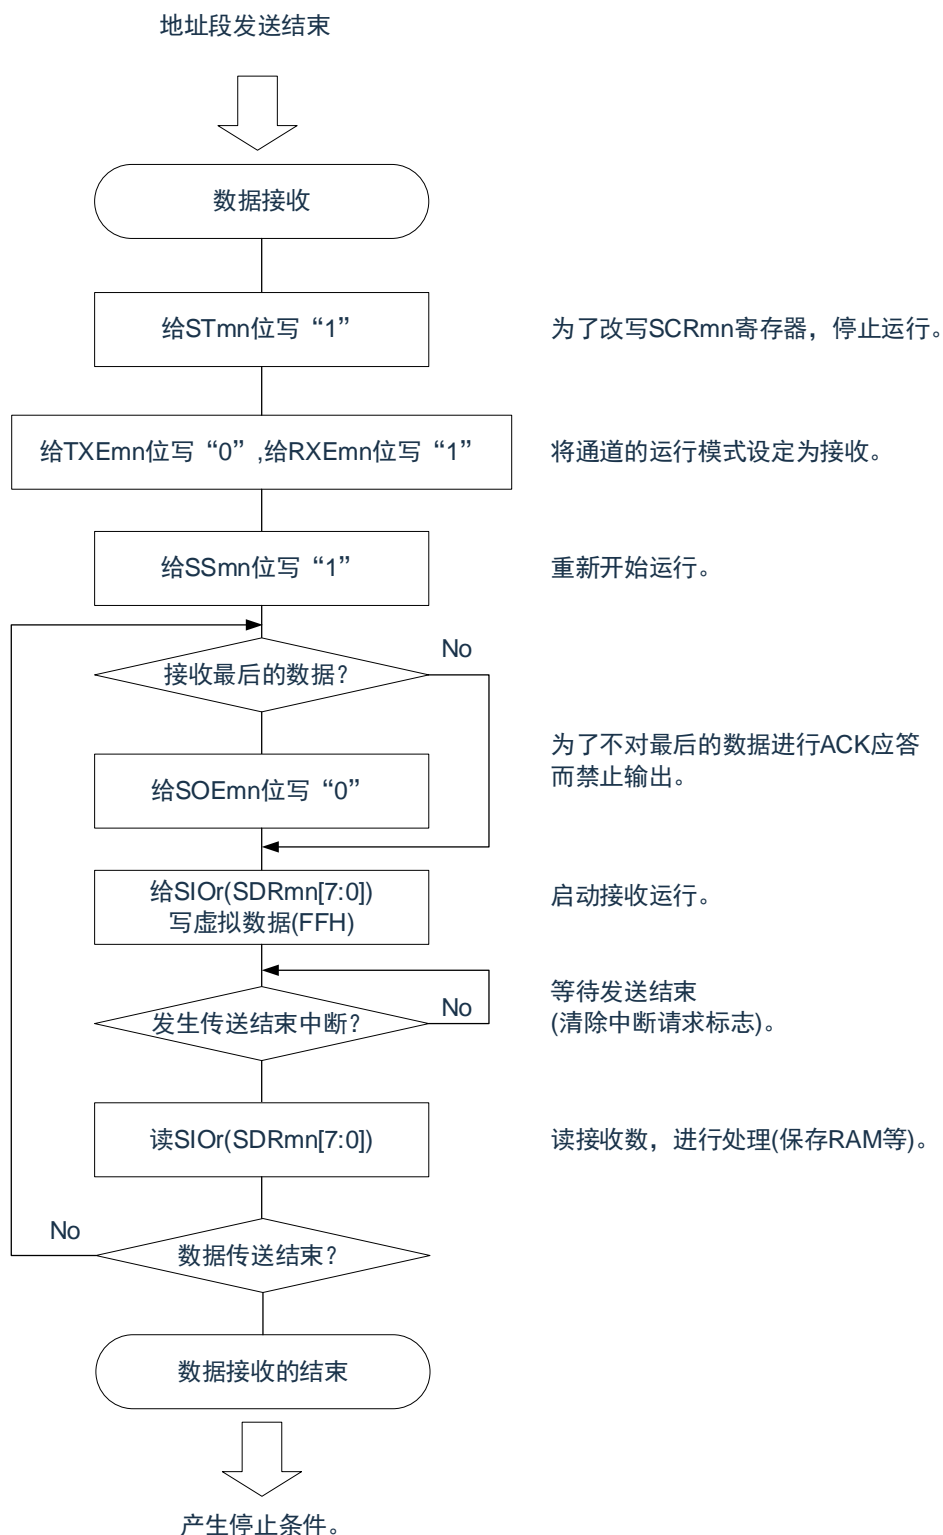 地址段发送结束
数据接收
给STmn位写“1”
为了改写SCRmn寄存器，停止运行。
给TXEmn位写“0”,给RXEmn位写“1”
将通道的运行模式设定为接收。
给SSmn位写“1”
重新开始运行。
No
接收最后的数据？
为了不对最后的数据进行ACK应答
而禁止输出。
给SOEmn位写“0”
给SIOr(SDRmn[7:0])
写虚拟数据(FFH)
启动接收运行。
发生传送结束中断？
No
等待发送结束
(清除中断请求标志)。
读SIOr(SDRmn[7:0])
读接收数，进行处理(保存RAM等)。
No
数据传送结束？
数据接收的结束
产生停止条件。